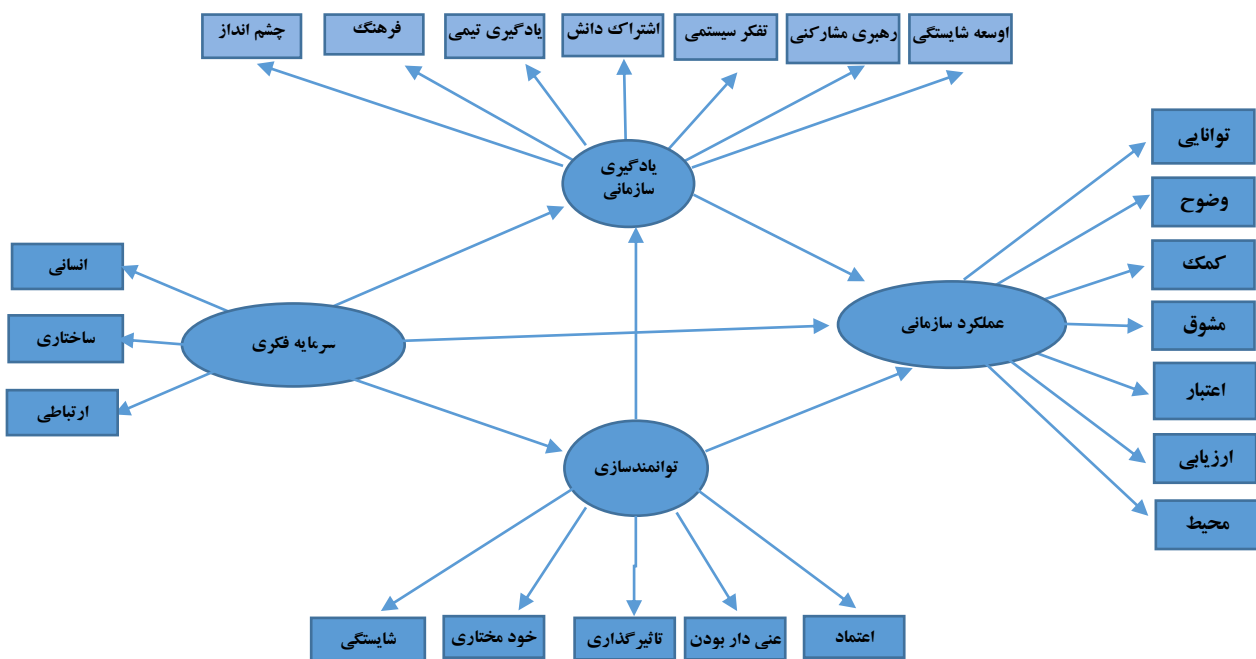 اوسعه شایستگی
رهبری مشارکنی
تفکر سیستمی
اشتراک دانش
یادگیری تیمی
فرهنگ
چشم انداز
یادگیری
سازمانی
توانایی
وضوح
کمک
مشوق
اعتبار
ارزیابی
محیط
عملکرد سازمانی
سرمایه فکری
انسانی
ساختاری
ارتباطی
توانمندسازی
اعتماد
عنی دار بودن
تاثیرگذاری
خود مختاری
شایستگی